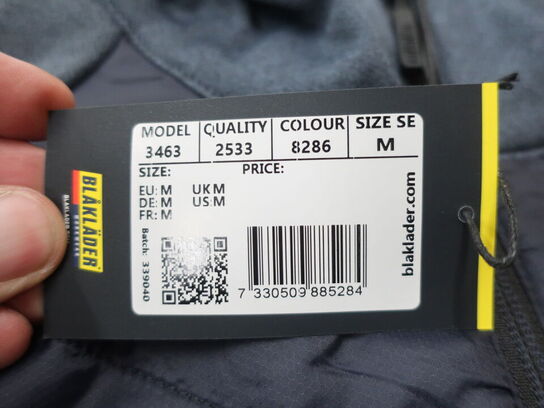 MODEL QUALITY COLOUR SIZE SE
3463 2533 8286 M
SIZE: PRICE:
EU: M UK:M
DE: M US:M
FR: M
Batch: 339040
7 330509 885284
blaklader.com
BLÅKLÄDER